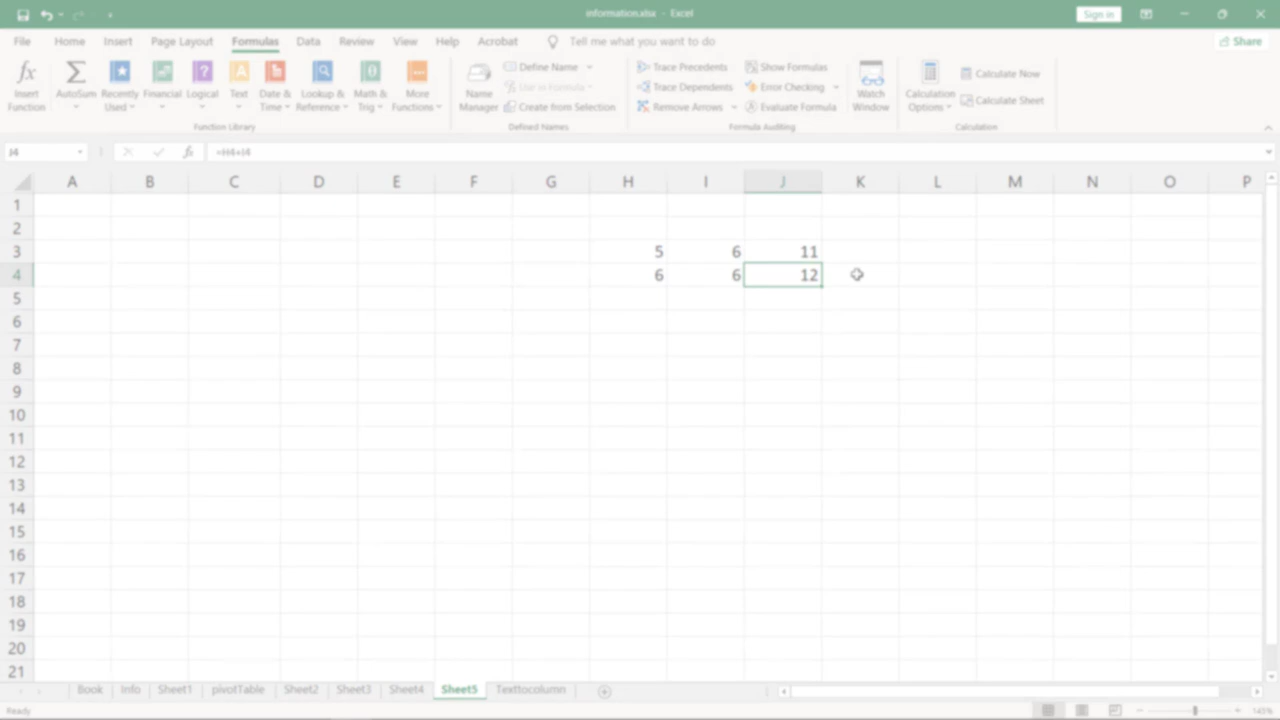 information.xlsx - Excel
Sign in
File Home Insert Page Layout Formulas Data Review View Help Acrobat Tell me what you want to do Share
Insert Function
AutoSum
Recently Used
Financial
Logical
Text
Date & Time
Lookup & Reference
Math & Trig
More Functions
Function Library
Name Manager
Define Name
Use in Formula
Create from Selection
Defined Names
Trace Precedents
Trace Dependents
Remove Arrows
Show Formulas
Error Checking
Evaluate Formula
Formula Auditing
Watch Window
Calculation Options
Calculate Now
Calculate Sheet
Calculation
J4 fx =H4+I4
A B C D E F G H I J K L M N O P
1
2
3 5 6 11
4 6 6 12
5
6
7
8
9
10
11
12
13
14
15
16
17
18
19
20
21
Book Info Sheet1 pivotTable Sheet2 Sheet3 Sheet4 Sheet5 Texttocolumn
Ready 145%